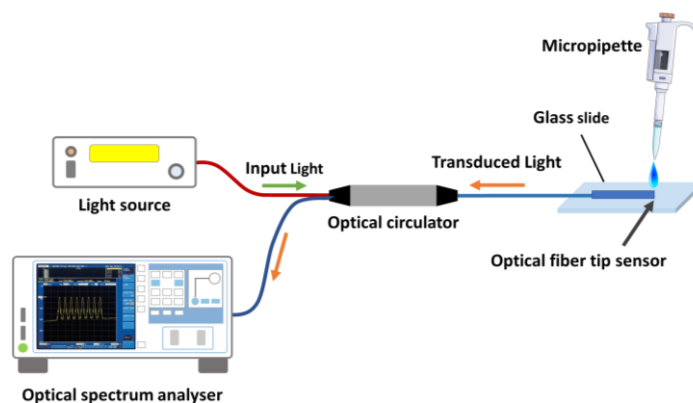 Micropipette
Glass slide
Input Light
Transduced Light
Light source
Optical circulator
Optical fiber tip sensor
Optical spectrum analyser